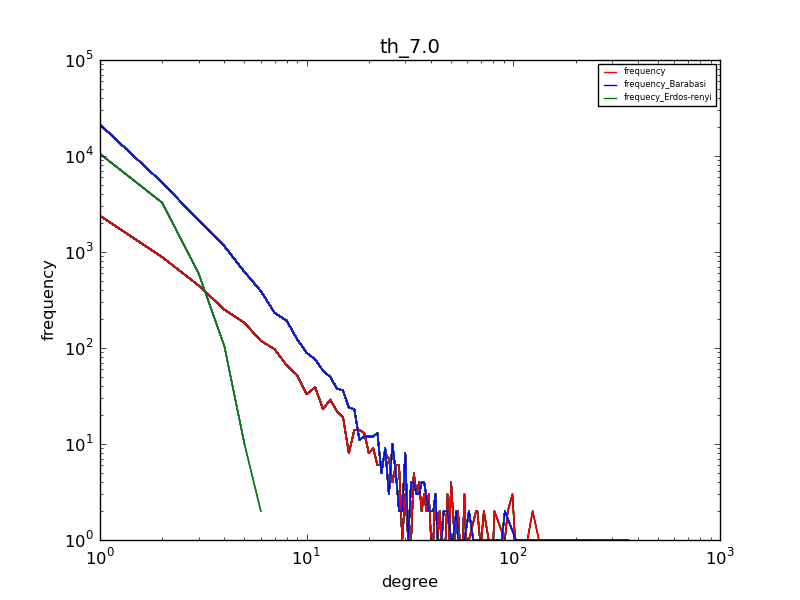 th_7.0
10^5
10^4
10^3
10^2
10^1
10^0
frequency
frequency
frequency_Barabasi
frequecy_Erdos-renyi
10^0
10^1
10^2
10^3
degree